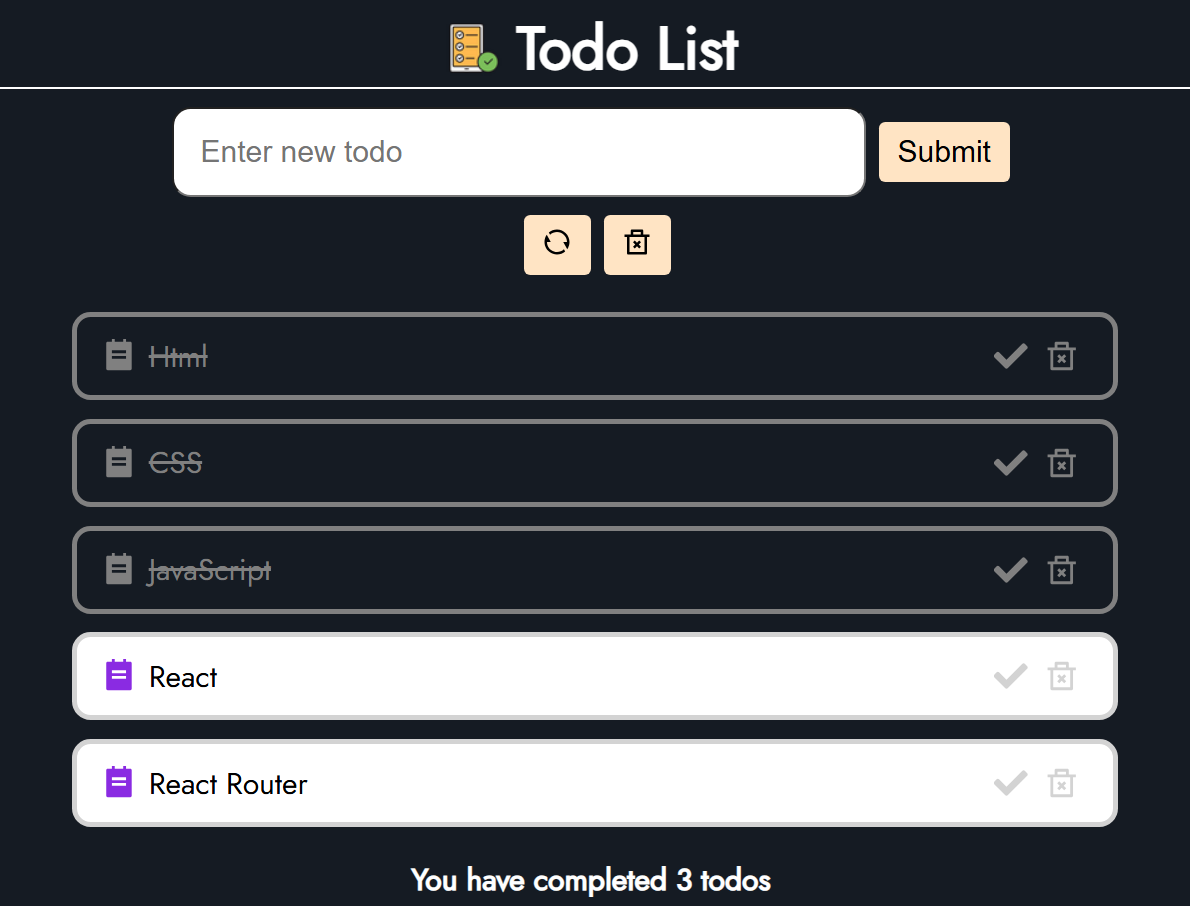 Todo List
Enter new todo
Submit
Html
CSS
JavaScript
React
React Router
You have completed 3 todos